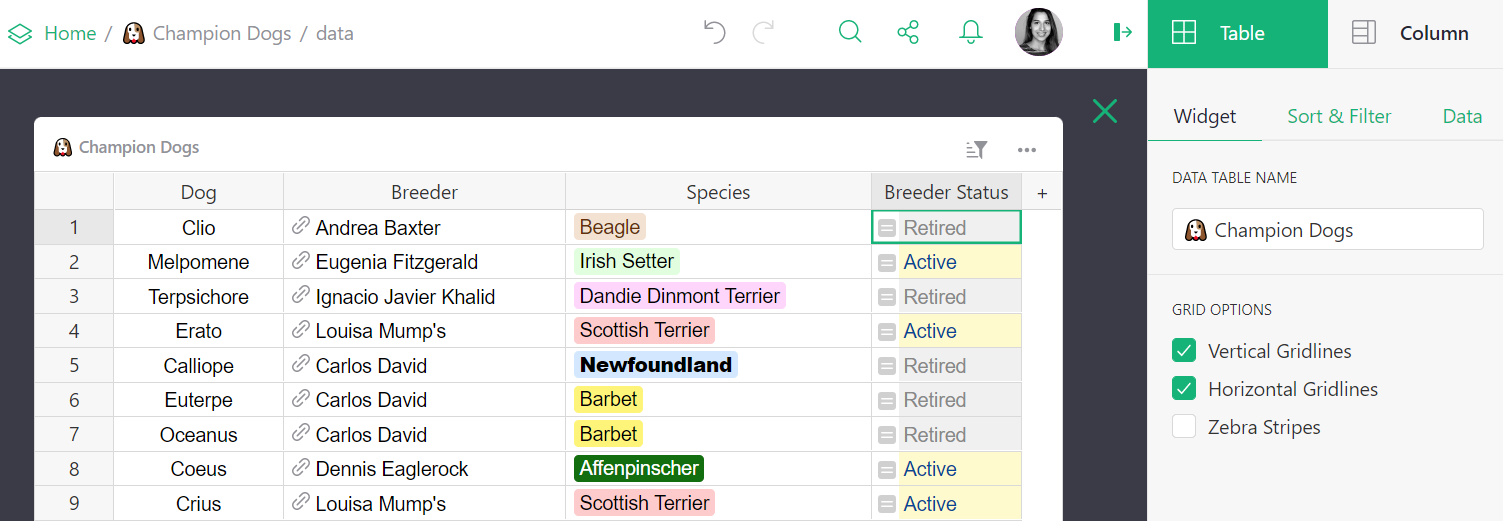 Home / Champion Dogs / data
Table
Column
Widget
Sort & Filter
Data
Champion Dogs
Dog Breeder Species Breeder Status +
1 Clio Andrea Baxter Beagle = Retired
2 Melpomene Eugenia Fitzgerald Irish Setter = Active
3 Terpsichore Ignacio Javier Khalid Dandie Dinmont Terrier = Retired
4 Erato Louisa Mump's Scottish Terrier = Active
5 Calliope Carlos David Newfoundland = Retired
6 Euterpe Carlos David Barbet = Retired
7 Oceanus Carlos David Barbet = Retired
8 Coeus Dennis Eaglerock Affenpinscher = Active
9 Crius Louisa Mump's Scottish Terrier = Active
DATA TABLE NAME
Champion Dogs
GRID OPTIONS
Vertical Gridlines
Horizontal Gridlines
Zebra Stripes